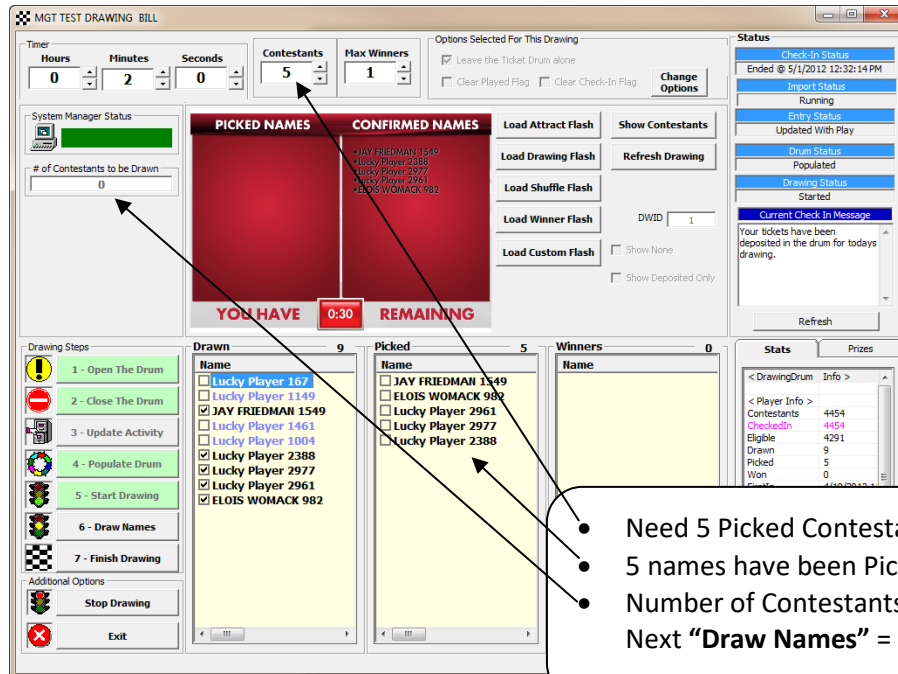 MGT TEST DRAWING BILL
Timer
Hours Minutes Seconds
0 2 0
Contestants
5
Max Winners
1
Options Selected For This Drawing
Leave the Ticket Drum alone
Clear Played Flag Clear Check-In Flag
Change Options
Status
Check-In Status
Ended @ 5/1/2012 12:32:14 PM
Import Status
Running
Entry Status
Updated With Play
Drum Status
Populated
Drawing Status
Started
Current Check In Message
Your tickets have been
deposited in the drum for todays
drawing.
Refresh
System Manager Status
# of Contestants to be Drawn
0
PICKED NAMES CONFIRMED NAMES
•JAY FRIEDMAN 1549
•Lucky Player 2388
•Lucky Player 2977
•Lucky Player 2961
•ELOIS WOMACK 982
YOU HAVE 0:30 REMAINING
Load Attract Flash Show Contestants
Load Drawing Flash Refresh Drawing
Load Shuffle Flash
Load Winner Flash DWID 1
Load Custom Flash Show None
Show Deposited Only
Drawing Steps
1 - Open The Drum
2 - Close The Drum
3 - Update Activity
4 - Populate Drum
5 - Start Drawing
6 - Draw Names
7 - Finish Drawing
Additional Options
Stop Drawing
Exit
Drawn 9
Name
Lucky Player 167
Lucky Player 1149
JAY FRIEDMAN 1549
Lucky Player 1461
Lucky Player 1004
Lucky Player 2388
Lucky Player 2977
Lucky Player 2961
ELOIS WOMACK 982
Picked 5
Name
JAY FRIEDMAN 1549
ELOIS WOMACK 982
Lucky Player 2961
Lucky Player 2977
Lucky Player 2388
Winners 0
Name
Stats Prizes
< DrawingDrum Info >
< Player Info >
Contestants 4454
CheckedIn 4454
Eligible 4291
Drawn 9
Picked 5
Won 0
• Need 5 Picked Contesta
• 5 names have been Pic
• Number of Contestants
Next “Draw Names” =